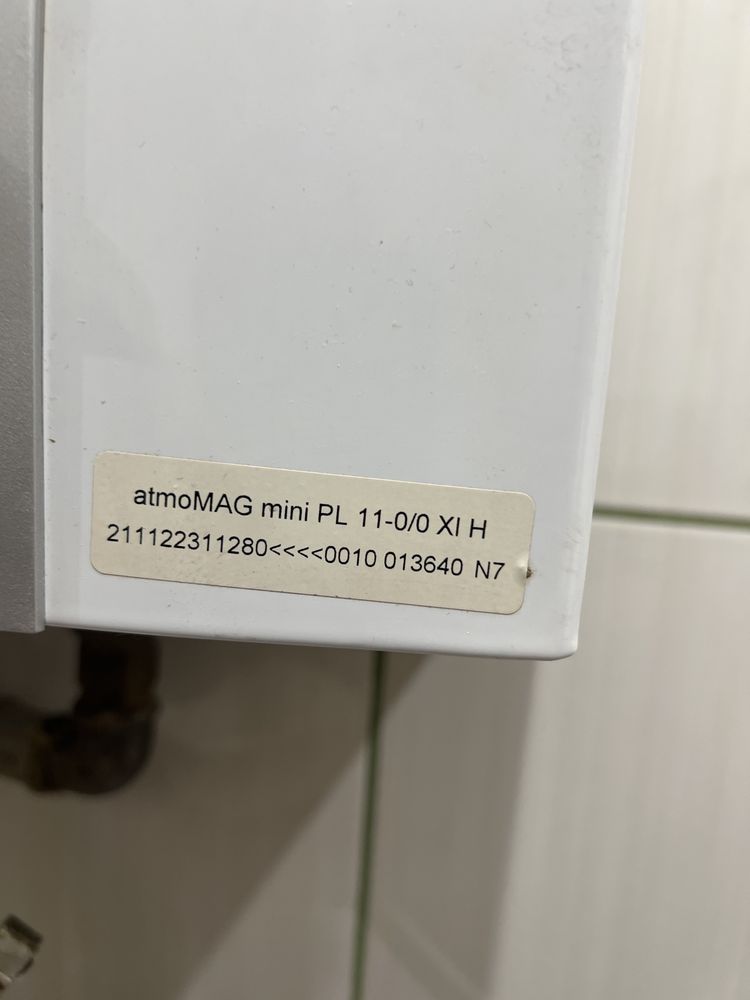 atmoMAG mini PL 11-0/0 XI H
211122311280<<<<0010 013640 N7